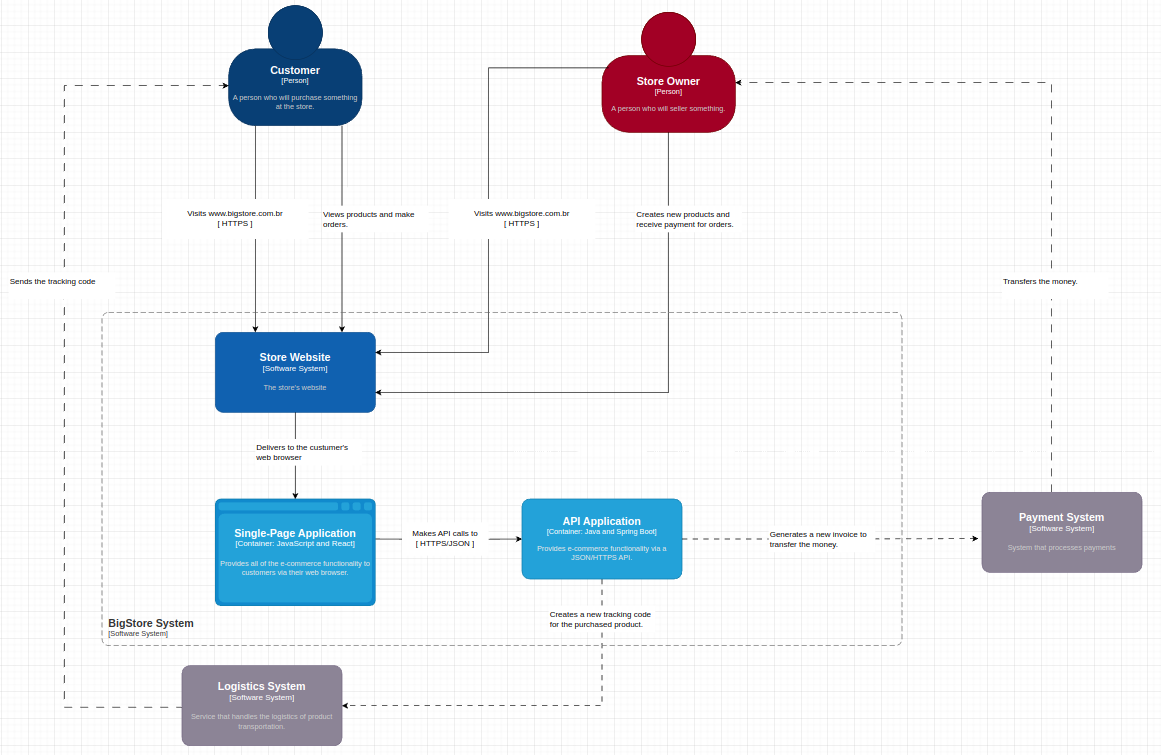 Customer
[Person]
A person who will purchase something
at the store.
Store Owner
[Person]
A person who will seller something.
Visits www.bigstore.com.br
[ HTTPS ]
Views products and make
orders.
Visits www.bigstore.com.br
[ HTTPS ]
Creates new products and
receive payment for orders.
Sends the tracking code
Transfers the money.
Store Website
[Software System]
The store's website
Delivers to the custumer's
web browser
Single-Page Application
[Container: JavaScript and React]
Provides all of the e-commerce functionality to
customers via their web browser.
Makes API calls to
[ HTTPS/JSON ]
API Application
[Container: Java and Spring Boot]
Provides e-commerce functionality via a
JSON/HTTPS API.
Generates a new invoice to
transfer the money.
Payment System
[Software System]
System that processes payments
Creates a new tracking code
for the purchased product.
BigStore System
[Software System]
Logistics System
[Software System]
Service that handles the logistics of product
transportation.